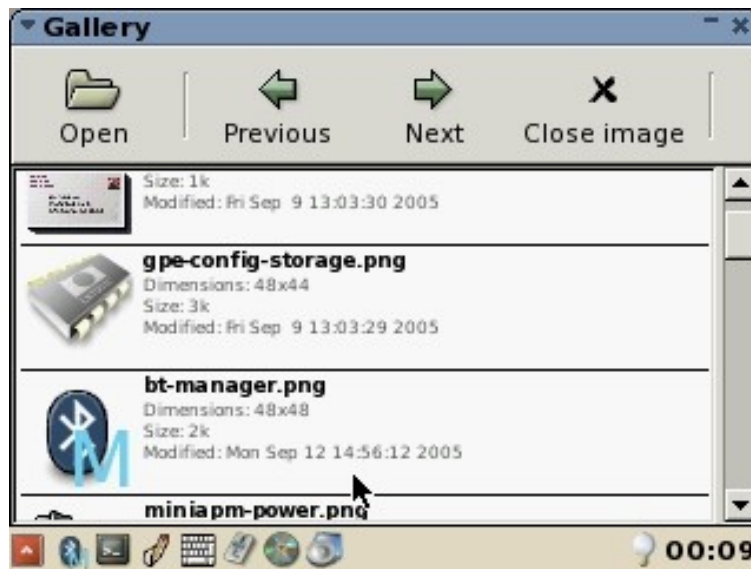 Gallery
Open Previous Next Close image
Size: 1k
Modified: Fri Sep 9 13:03:30 2005
gpe-config-storage.png
Dimensions: 48x44
Size: 3k
Modified: Fri Sep 9 13:03:29 2005
bt-manager.png
Dimensions: 48x48
Size: 2k
Modified: Mon Sep 12 14:56:12 2005
miniapm-power.png
M
00:09